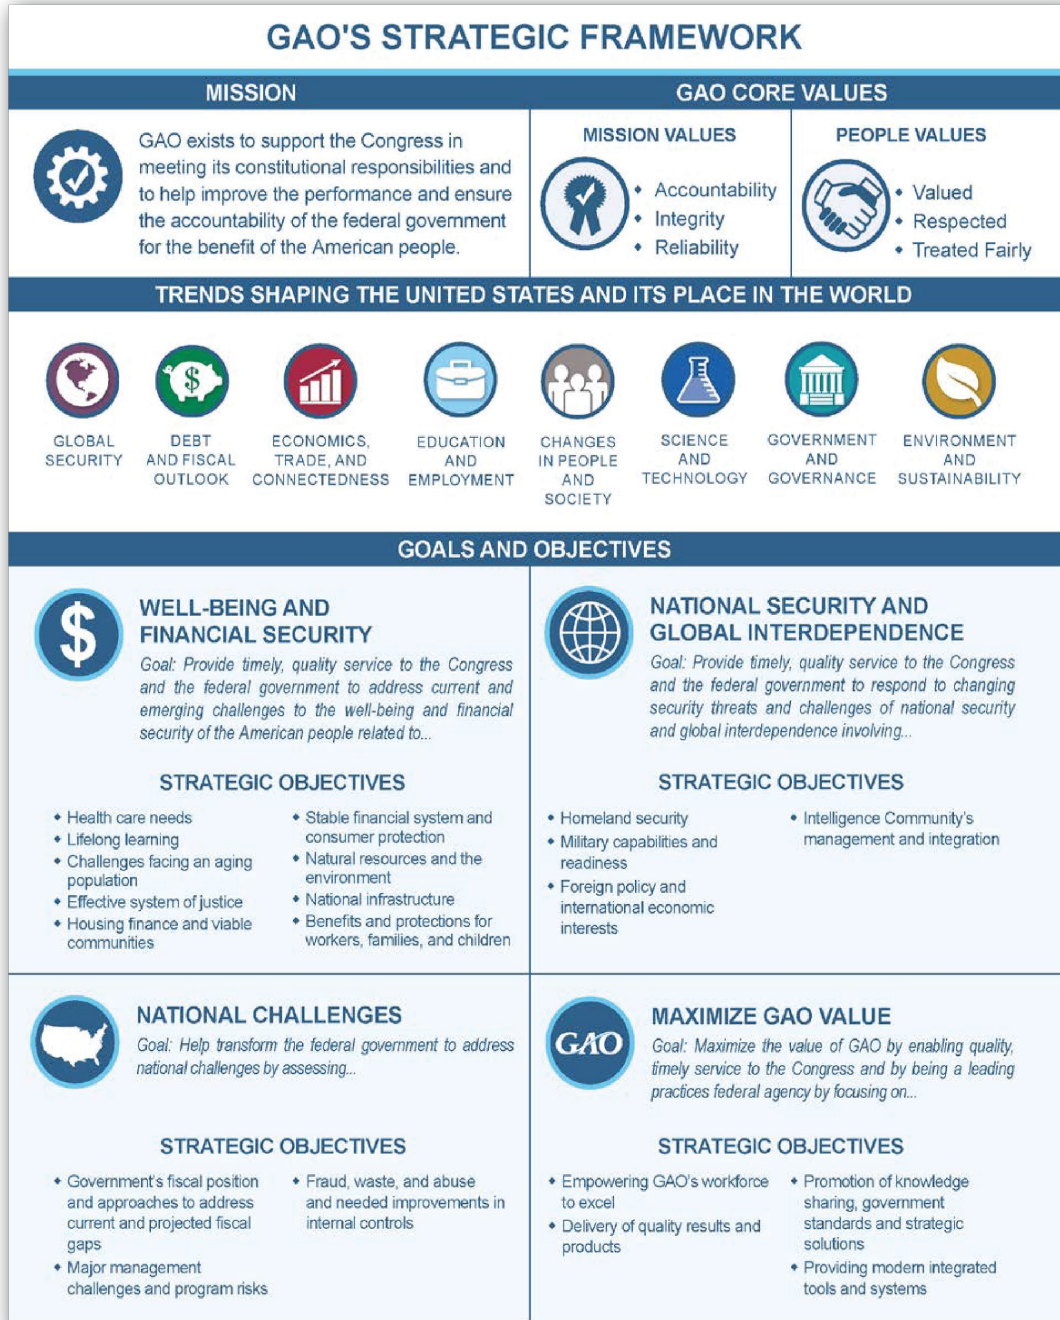 GAO'S STRATEGIC FRAMEWORK
MISSION
GAO exists to support the Congress in
meeting its constitutional responsibilities and
to help improve the performance and ensure
the accountability of the federal government
for the benefit of the American people.
GAO CORE VALUES
MISSION VALUES
• Accountability
• Integrity
• Reliability
PEOPLE VALUES
• Valued
• Respected
• Treated Fairly
TRENDS SHAPING THE UNITED STATES AND ITS PLACE IN THE WORLD
GLOBAL
SECURITY
$
DEBT
AND FISCAL
OUTLOOK
ECONOMICS,
TRADE, AND
CONNECTEDNESS
EDUCATION
AND
EMPLOYMENT
CHANGES
IN PEOPLE
AND
SOCIETY
SCIENCE
AND
TECHNOLOGY
GOVERNMENT
AND
GOVERNANCE
ENVIRONMENT
AND
SUSTAINABILITY
GOALS AND OBJECTIVES
$
WELL-BEING AND
FINANCIAL SECURITY
Goal: Provide timely, quality service to the Congress
and the federal government to address current and
emerging challenges to the well-being and financial
security of the American people related to...
STRATEGIC OBJECTIVES
• Health care needs
• Lifelong learning
• Challenges facing an aging
population
• Effective system of justice
• Housing finance and viable
communities
• Stable financial system and
consumer protection
• Natural resources and the
environment
• National infrastructure
• Benefits and protections for
workers, families, and children
NATIONAL SECURITY AND
GLOBAL INTERDEPENDENCE
Goal: Provide timely, quality service to the Congress
and the federal government to respond to changing
security threats and challenges of national security
and global interdependence involving...
STRATEGIC OBJECTIVES
• Homeland security
• Military capabilities and
readiness
• Foreign policy and
international economic
interests
• Intelligence Community's
management and integration
NATIONAL CHALLENGES
Goal: Help transform the federal government to address
national challenges by assessing...
STRATEGIC OBJECTIVES
• Government's fiscal position
and approaches to address
current and projected fiscal
gaps
• Major management
challenges and program risks
• Fraud, waste, and abuse
and needed improvements in
internal controls
GAO
MAXIMIZE GAO VALUE
Goal: Maximize the value of GAO by enabling quality,
timely service to the Congress and by being a leading
practices federal agency by focusing on...
STRATEGIC OBJECTIVES
• Empowering GAO's workforce
to excel
• Delivery of quality results and
products
• Promotion of knowledge
sharing, government
standards and strategic
solutions
• Providing modern integrated
tools and systems